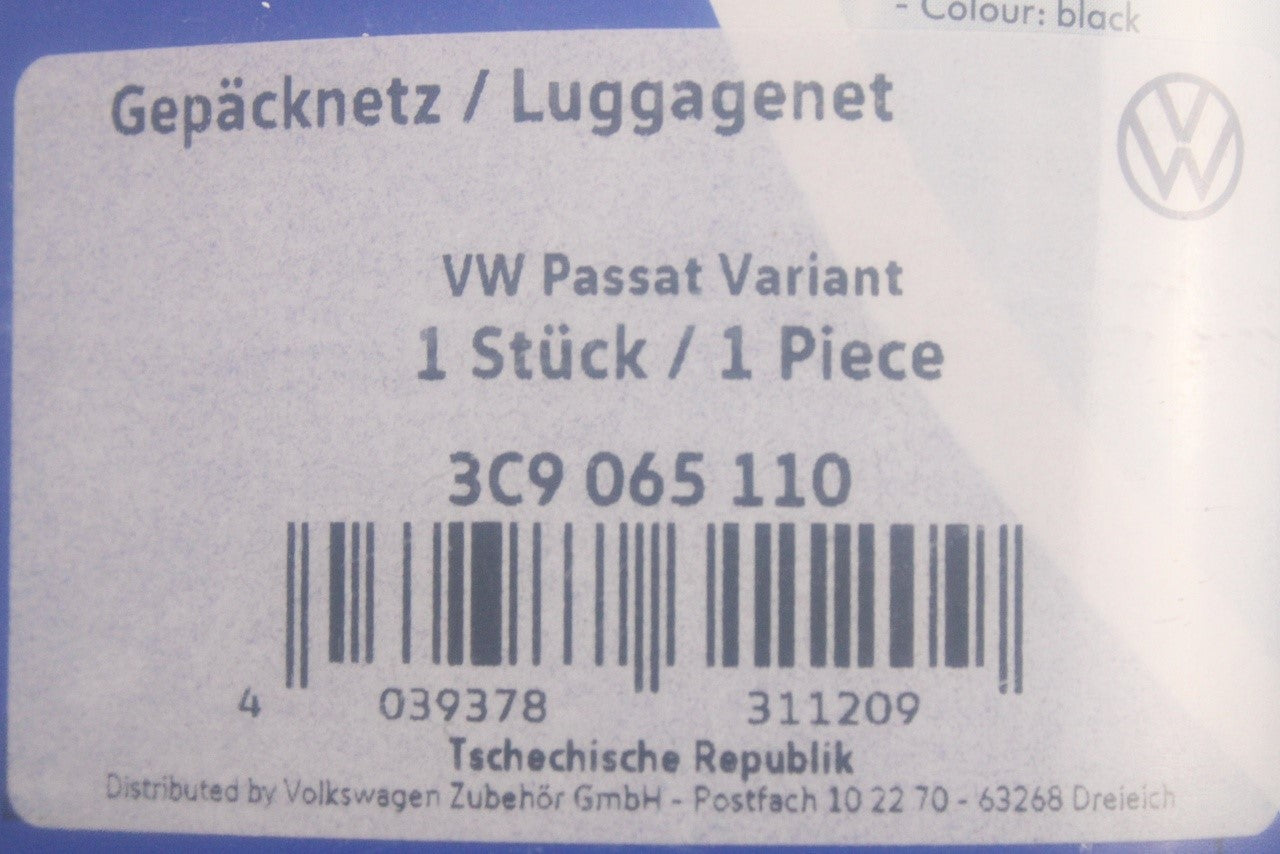 - Colour: black
Gepäcknetz / Luggagenet
VW Passat Variant
1 Stück / 1 Piece
3C9 065 110
4 039378 311209
Tschechische Republik
Distributed by Volkswagen Zubehör GmbH - Postfach 10 22 70 - 63268 Dreieich